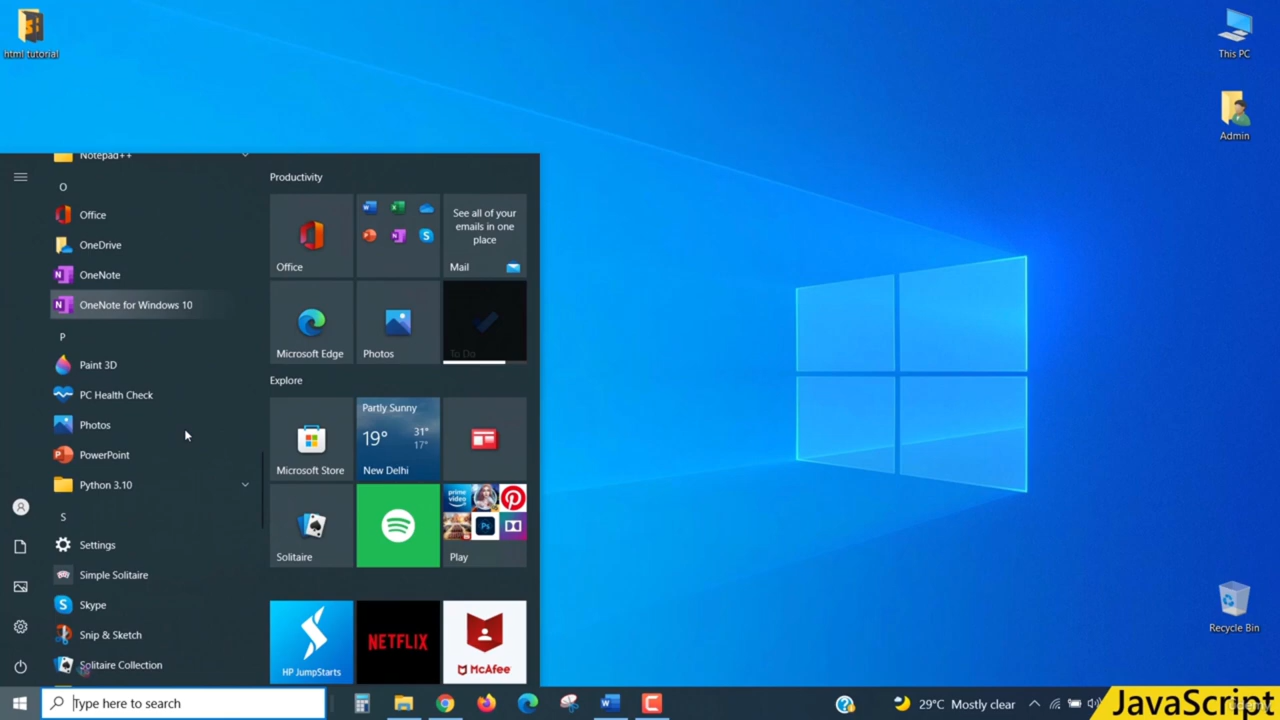 html tutorial
This PC
Admin
Recycle Bin
Notepad++
O
Office
OneDrive
OneNote
OneNote for Windows 10
P
Paint 3D
PC Health Check
Photos
PowerPoint
Python 3.10
S
Settings
Simple Solitaire
Skype
Snip & Sketch
Solitaire Collection
Productivity
Office
See all of your
emails in one
place
Mail
Microsoft Edge
Photos
To Do
Explore
Microsoft Store
Partly Sunny
19°
31°
17°
New Delhi
Solitaire
prime
video
Ps
Play
HP JumpStarts
NETFLIX
McAfee
Type here to search
29°C Mostly clear
JavaScript